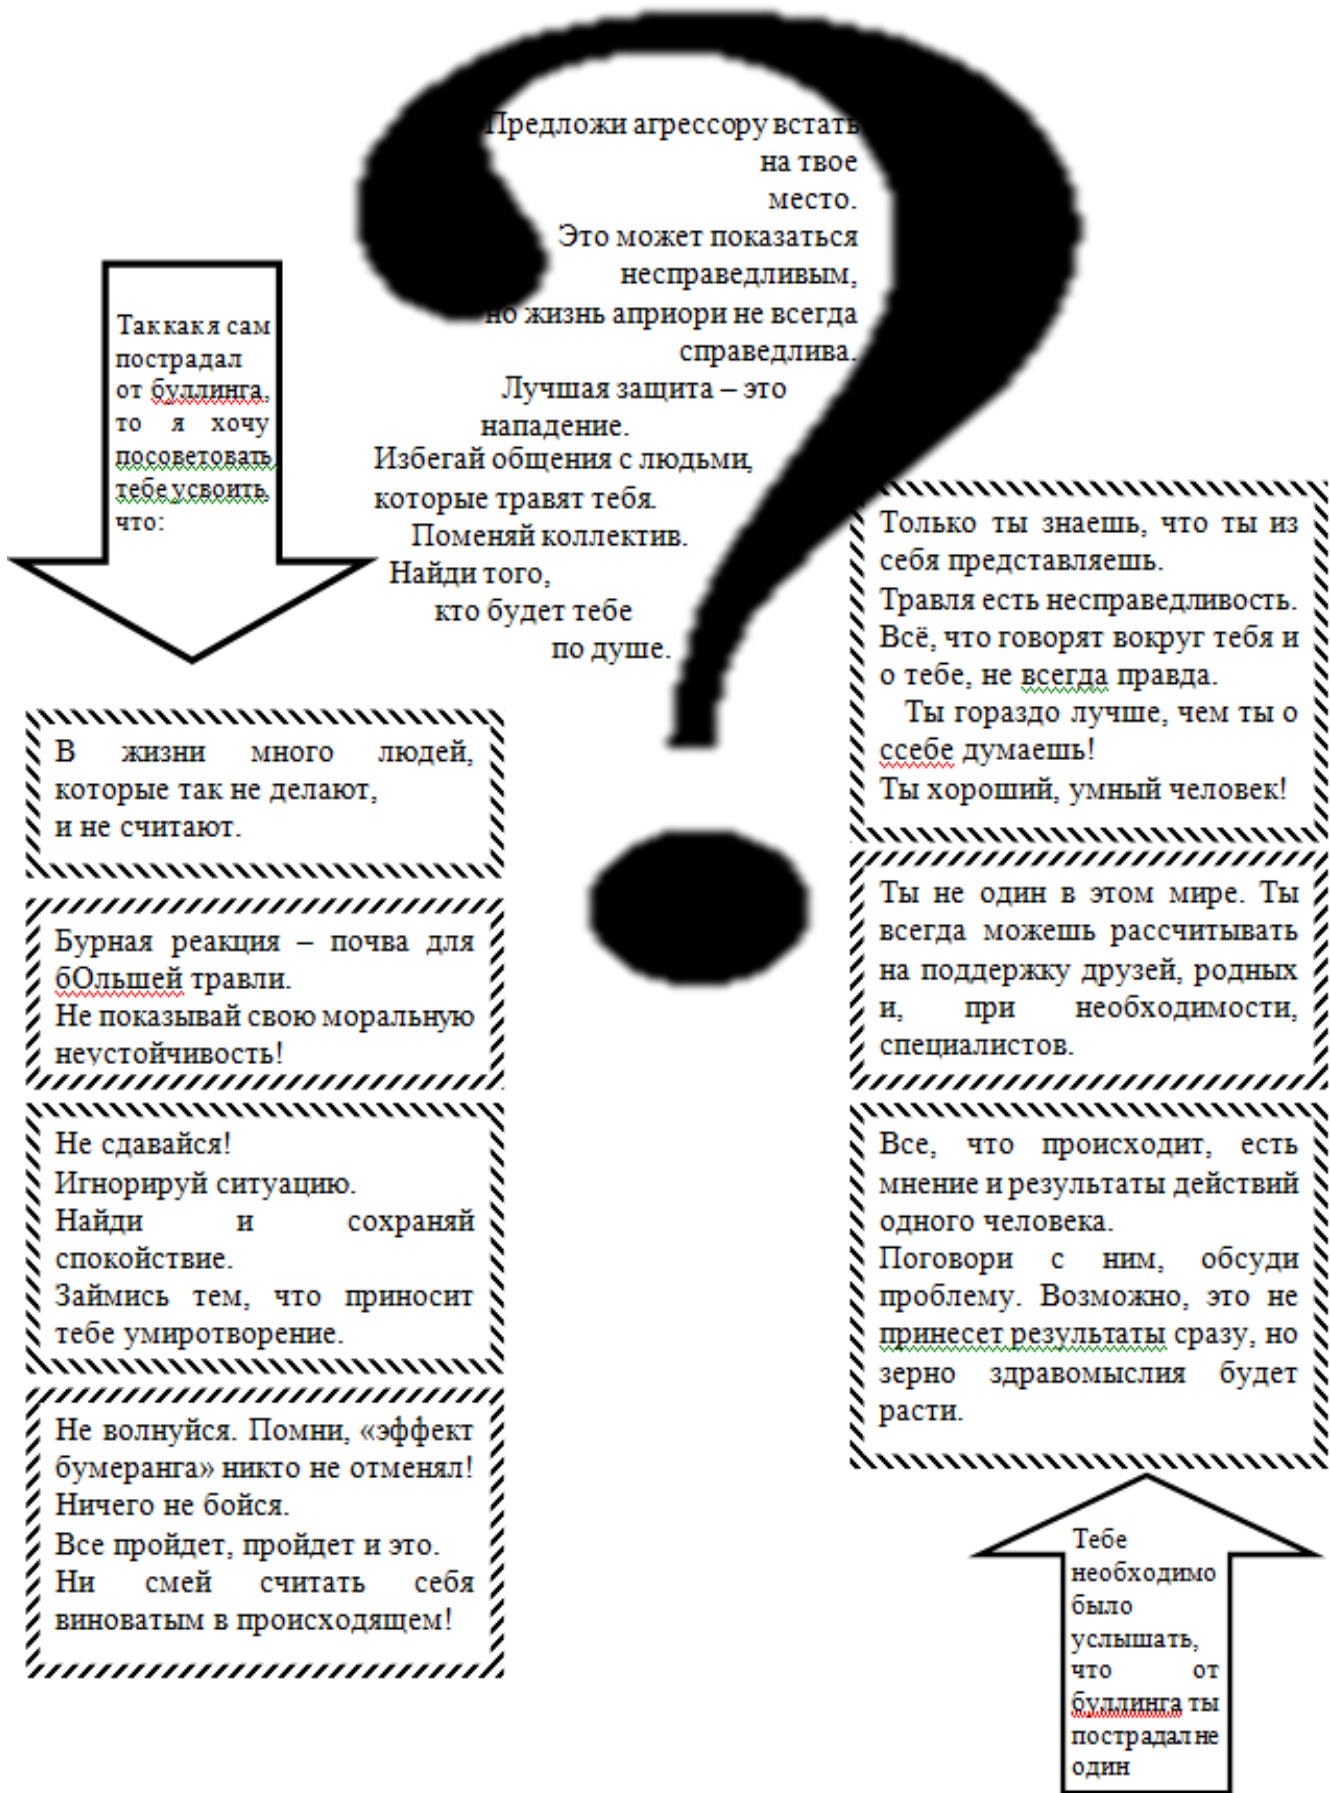 Предложи агрессору встать
на твое
место.
Это может показаться
несправедливым,
но жизнь априори не всегда
справедлива.
Лучшая защита – это
нападение.
Избегай общения с людьми,
которые травят тебя.
Поменяй коллектив.
Найди того,
кто будет тебе
по душе.
Так как я сам
пострадал
от буллинга,
то я хочу
посоветовать
тебе усвоить,
что:
В жизни много людей,
которые так не делают,
и не считают.
Бурная реакция – почва для
бОльшей травли.
Не показывай свою моральную
неустойчивость!
Не сдавайся!
Игнорируй ситуацию.
Найди и сохраняй
спокойствие.
Займись тем, что приносит
тебе умиротворение.
Не волнуйся. Помни, «эффект
бумеранга» никто не отменял!
Ничего не бойся.
Все пройдет, пройдет и это.
Ни смей считать себя
виноватым в происходящем!
Только ты знаешь, что ты из
себя представляешь.
Травля есть несправедливость.
Всё, что говорят вокруг тебя и
о тебе, не всегда правда.
Ты гораздо лучше, чем ты о
ссебе думаешь!
Ты хороший, умный человек!
Ты не один в этом мире. Ты
всегда можешь рассчитывать
на поддержку друзей, родных
и, при необходимости,
специалистов.
Все, что происходит, есть
мнение и результаты действий
одного человека.
Поговори с ним, обсуди
проблему. Возможно, это не
принесет результаты сразу, но
зерно здравомыслия будет
расти.
Тебе
необходимо
было
услышать,
что от
буллинга ты
пострадал не
один